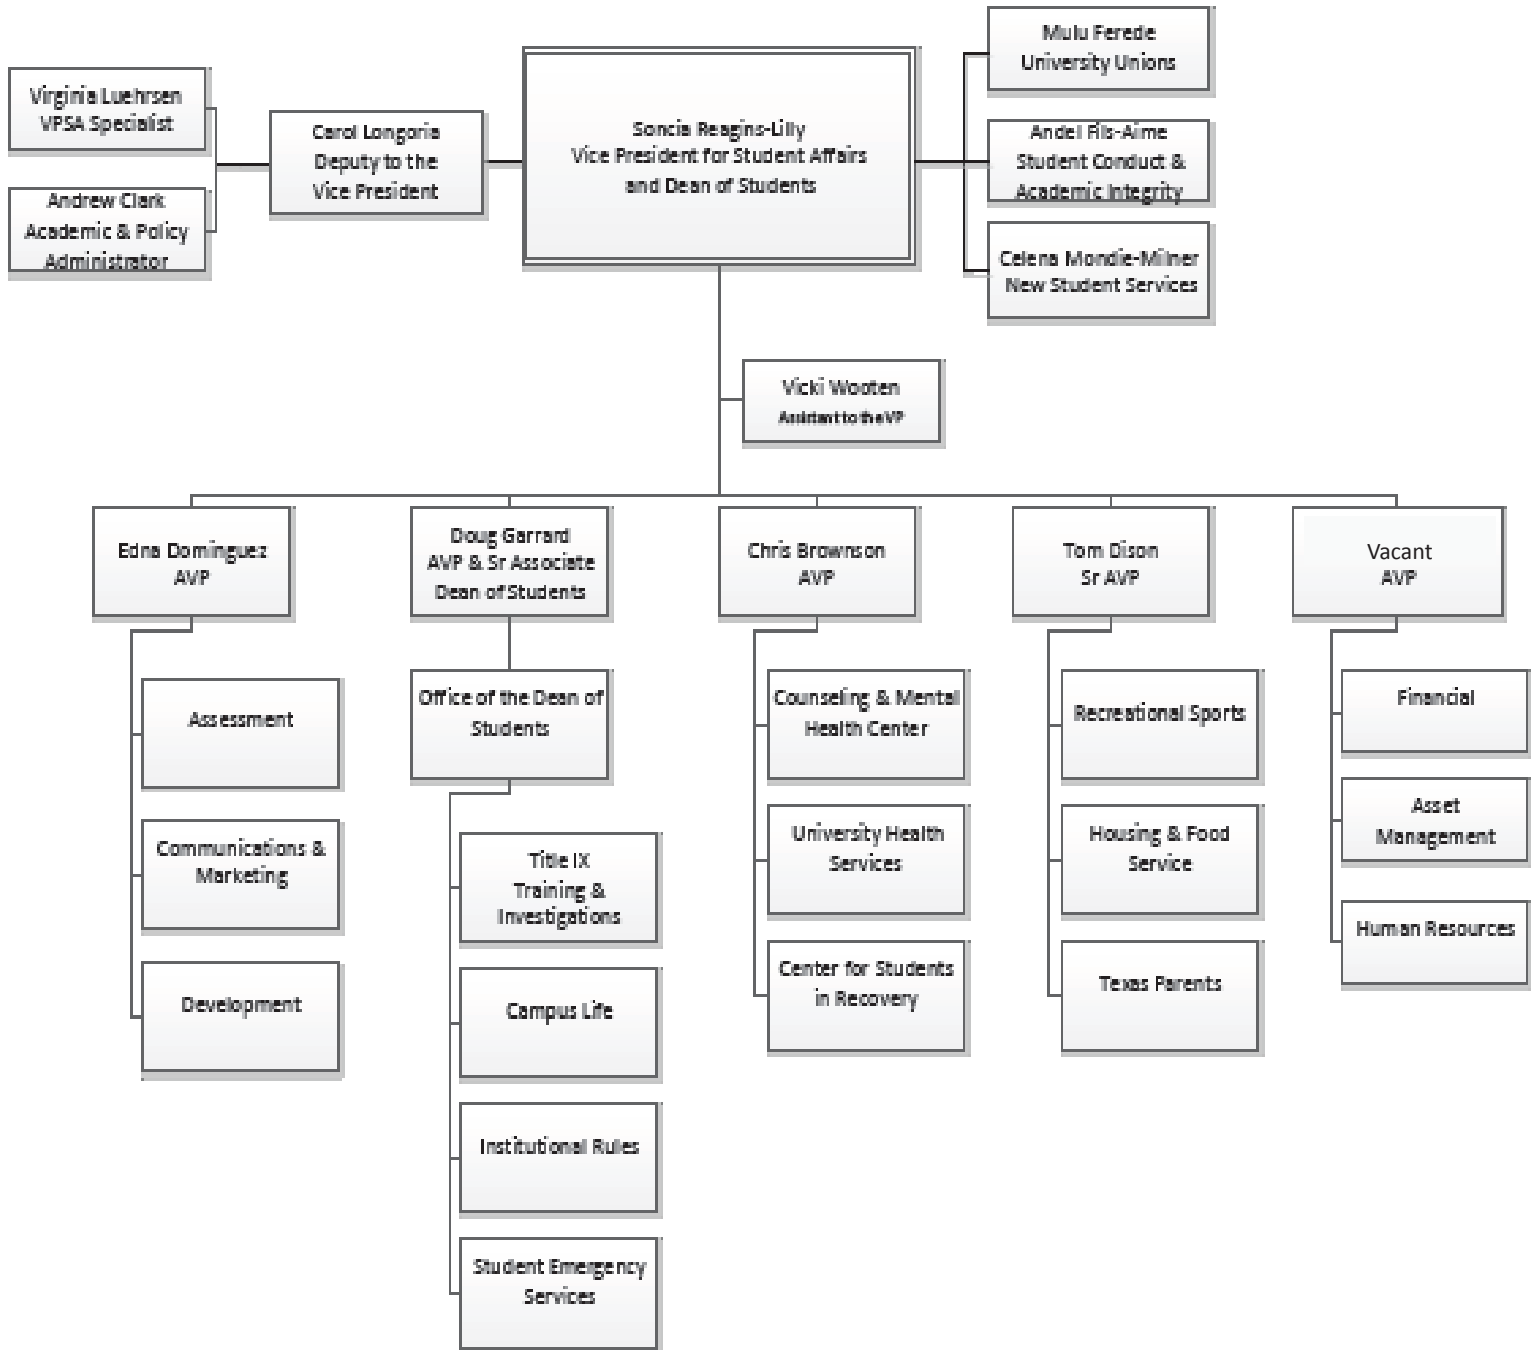 Mulu Ferede
University Unions
Virginia Luehrsen
VPSA Specialist
Carol Longoria
Deputy to the
Vice President
Soncia Reagins-Lilly
Vice President for Student Affairs
and Dean of Students
Andel Fils-Aime
Student Conduct &
Academic Integrity
Andrew Clark
Academic & Policy
Administrator
Celena Mondie-Milner
New Student Services
Vicki Wooten
Assistant to the VP
Edna Dominguez
AVP
Doug Garrard
AVP & Sr Associate
Dean of Students
Chris Brownson
AVP
Tom Dison
Sr AVP
Vacant
AVP
Assessment
Communications &
Marketing
Development
Office of the Dean of
Students
Title IX
Training &
Investigations
Campus Life
Institutional Rules
Student Emergency
Services
Counseling & Mental
Health Center
University Health
Services
Center for Students
in Recovery
Recreational Sports
Housing & Food
Service
Texas Parents
Financial
Asset
Management
Human Resources